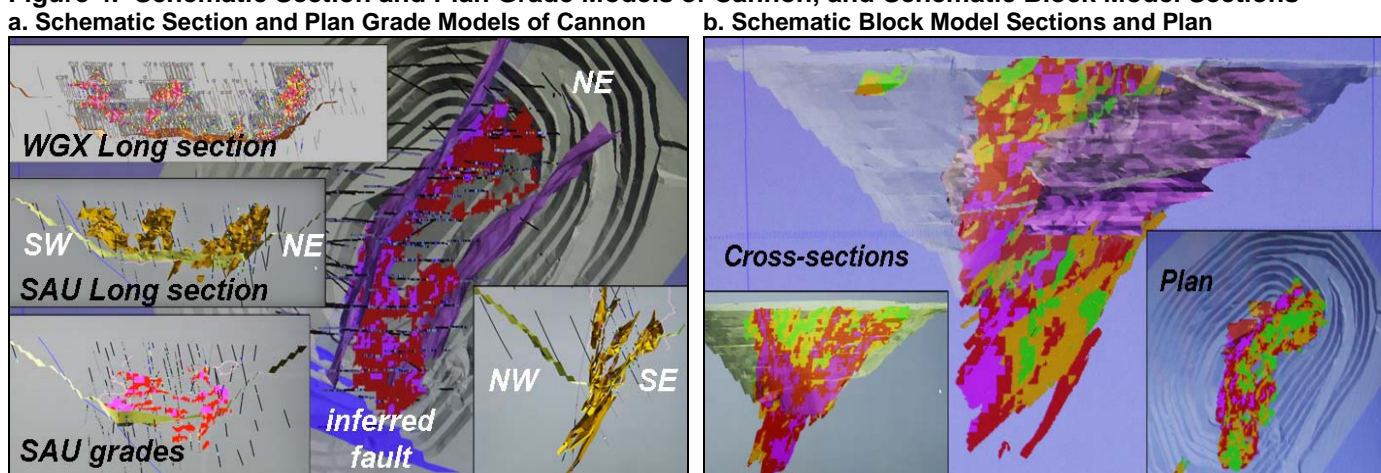 Figure 4. Schematic Section and Plan Grade Models of Cannon, and Schematic Block Model Sections
a. Schematic Section and Plan Grade Models of Cannon
b. Schematic Block Model Sections and Plan
WGX Long section
NE
SW
NE
SAU Long section
SAU grades
inferred
fault
NW
SE
Cross-sections
Plan